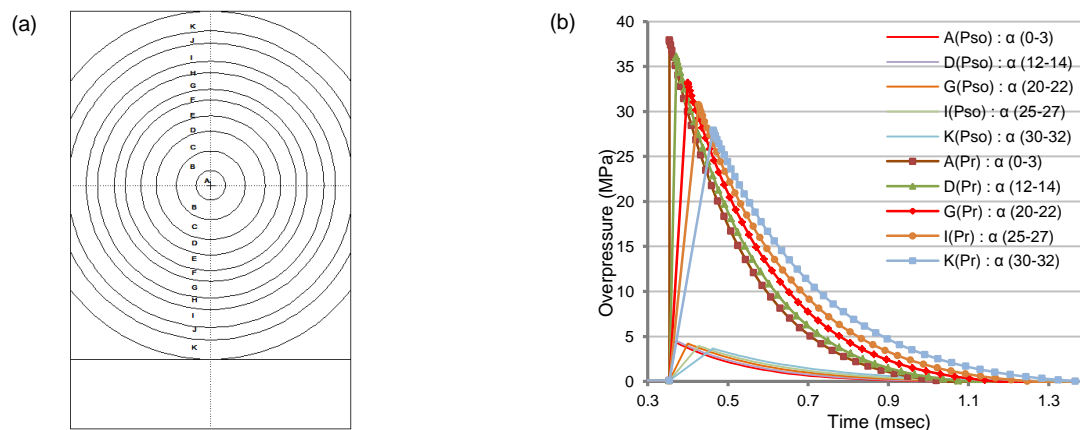 (a)
K
J
I
H
G
F
E
D
C
B
A
B
C
D
E
F
G
H
I
J
K
(b)
Overpressure (MPa)
40
35
30
25
20
15
10
5
0
0.3 0.5 0.7 0.9 1.1 1.3
Time (msec)
A(Pso) : α (0-3)
D(Pso) : α (12-14)
G(Pso) : α (20-22)
I(Pso) : α (25-27)
K(Pso) : α (30-32)
A(Pr) : α (0-3)
D(Pr) : α (12-14)
G(Pr) : α (20-22)
I(Pr) : α (25-27)
K(Pr) : α (30-32)